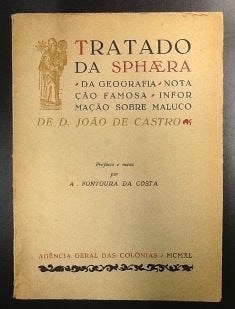 TRATADO
DA SPHÆRA
DA GEOGRAFIA · NOTA
ÇÃO FAMOSA · INFOR
MAÇÃO SOBRE MALUCO
DE D. JOÃO DE CASTRO
Prefácio e notas
por
A. FONTOURA DA COSTA
AGÊNCIA GERAL DAS COLÓNIAS · MCMXL